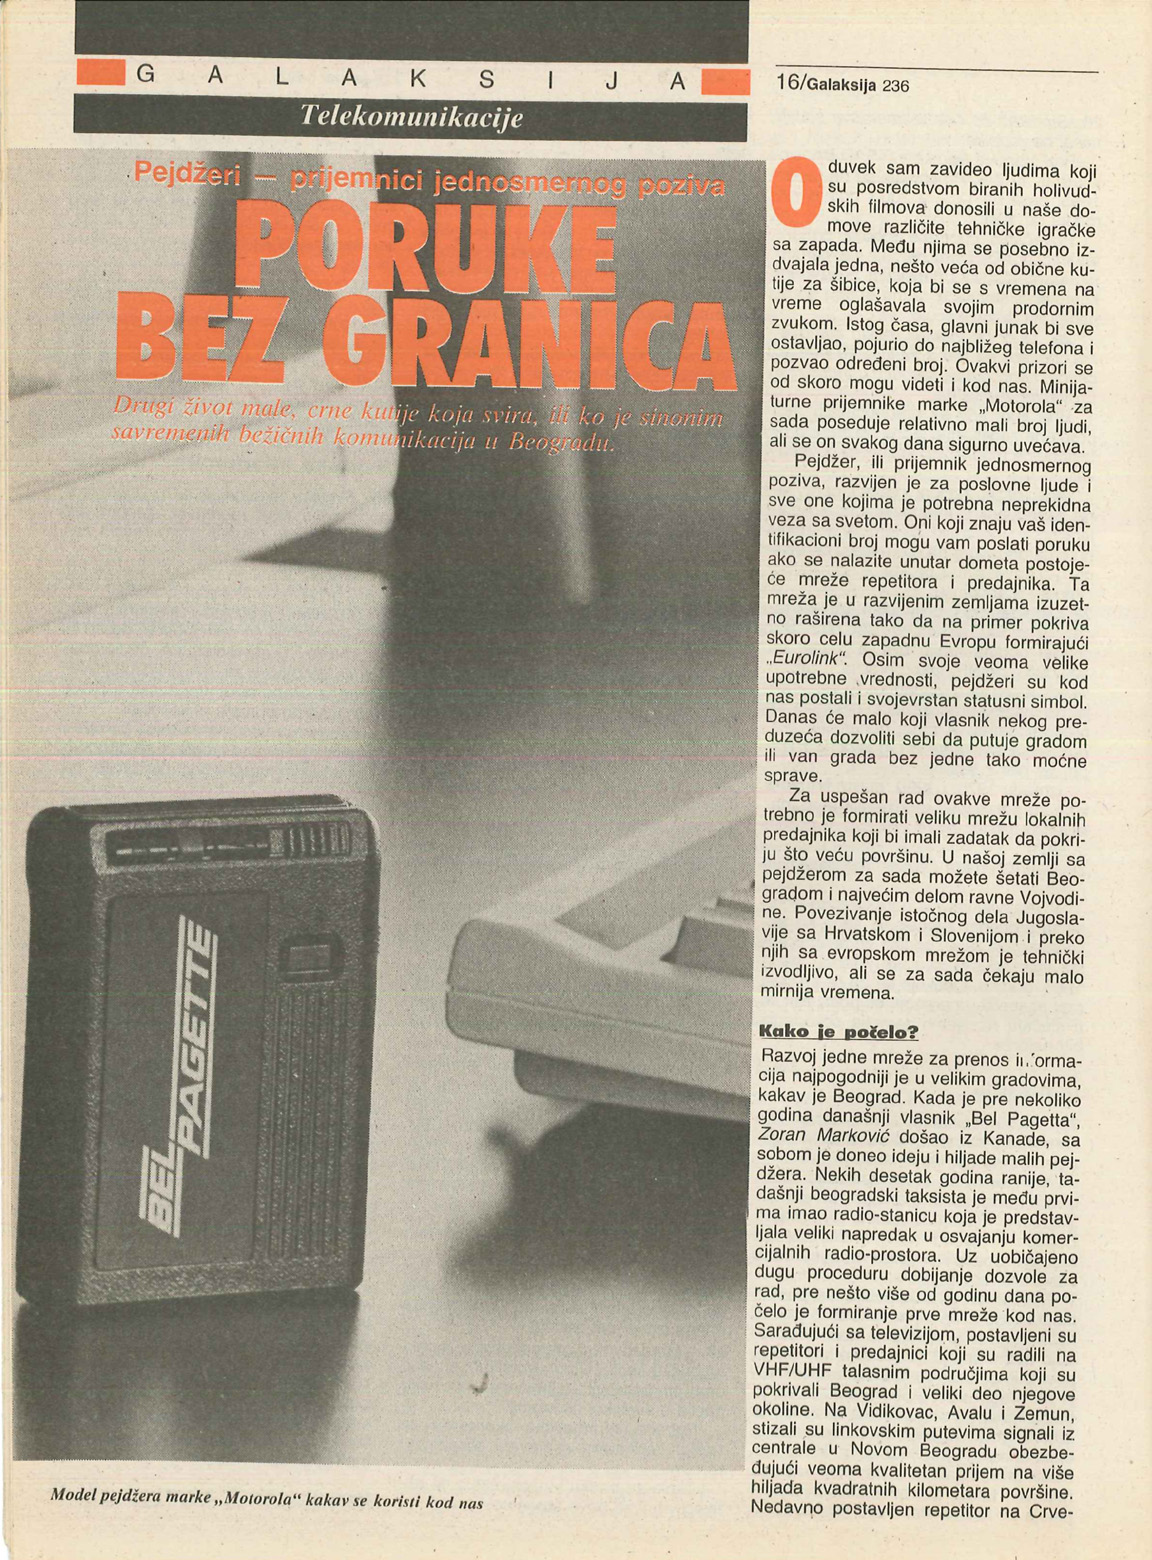 G A L A K S I J A
Telekomunikacije
16/Galaksija 236
Pejdžeri — prijemnici jednosmernog poziva
PORUKE
BEZ GRANICA
Drugi život male, crne kutije koja svira, ili ko je sinonim
savremenih bežičnih komunikacija u Beogradu.
BEL
PAGETTE
Model pejdžera marke „Motorola“ kakav se koristi kod nas
Oduvek sam zavideo ljudima koji
su posredstvom biranih holivud-
skih filmova donosili u naše do-
move različite tehničke igračke
sa zapada. Među njima se posebno iz-
dvajala jedna, nešto veća od obične ku-
tije za šibice, koja bi se s vremena na
vreme oglašavala svojim prodornim
zvukom. Istog časa, glavni junak bi sve
ostavljao, pojurio do najbližeg telefona i
pozvao određeni broj. Ovakvi prizori se
od skoro mogu videti i kod nas. Minija-
turne prijemnike marke „Motorola“ za
sada poseduje relativno mali broj ljudi,
ali se on svakog dana sigurno uvećava.
Pejdžer, ili prijemnik jednosmernog
poziva, razvijen je za poslovne ljude i
sve one kojima je potrebna neprekidna
veza sa svetom. Oni koji znaju vaš iden-
tifikacioni broj mogu vam poslati poruku
ako se nalazite unutar dometa postoje-
će mreže repetitora i predajnika. Ta
mreža je u razvijenim zemljama izuzet-
no raširena tako da na primer pokriva
skoro celu zapadnu Evropu formirajući
„Eurolink“. Osim svoje veoma velike
upotrebne vrednosti, pejdžeri su kod
nas postali i svojevrstan statusni simbol.
Danas će malo koji vlasnik nekog pre-
duzeća dozvoliti sebi da putuje gradom
ili van grada bez jedne tako moćne
sprave.
Za uspešan rad ovakve mreže po-
trebno je formirati veliku mrežu lokalnih
predajnika koji bi imali zadatak da pokri-
ju što veću površinu. U našoj zemlji sa
pejdžerom za sada možete šetati Beo-
gradom i najvećim delom ravne Vojvodi-
ne. Povezivanje istočnog dela Jugosla-
vije sa Hrvatskom i Slovenijom i preko
njih sa evropskom mrežom je tehnički
izvodljivo, ali se za sada čekaju malo
mirnija vremena.
Kako je počelo?
Razvoj jedne mreže za prenos informa-
cija najpogodniji je u velikim gradovima,
kakav je Beograd. Kada je pre nekoliko
godina današnji vlasnik „Bel Pagetta“,
Zoran Marković došao iz Kanade, sa
sobom je doneo ideju i hiljade malih pej-
džera. Nekih desetak godina ranije, ta-
dašnji beogradski taksista je među prvi-
ma imao radio-stanicu koja je predstav-
ljala veliki napredak u osvajanju komer-
cijalnih radio-prostora. Uz uobičajeno
dugu proceduru dobijanje dozvole za
rad, pre nešto više od godinu dana po-
čelo je formiranje prve mreže kod nas.
Sarađujući sa televizijom, postavljeni su
repetitori i predajnici koji su radili na
VHF/UHF talasnim područjima koji su
pokrivali Beograd i veliki deo njegove
okoline. Na Vidikovac, Avalu i Zemun,
stizali su linkovskim putevima signali iz
centrale u Novom Beogradu obezbe-
đujući veoma kvalitetan prijem na više
hiljada kvadratnih kilometara površine.
Nedavno postavljen repetitor na Crve-